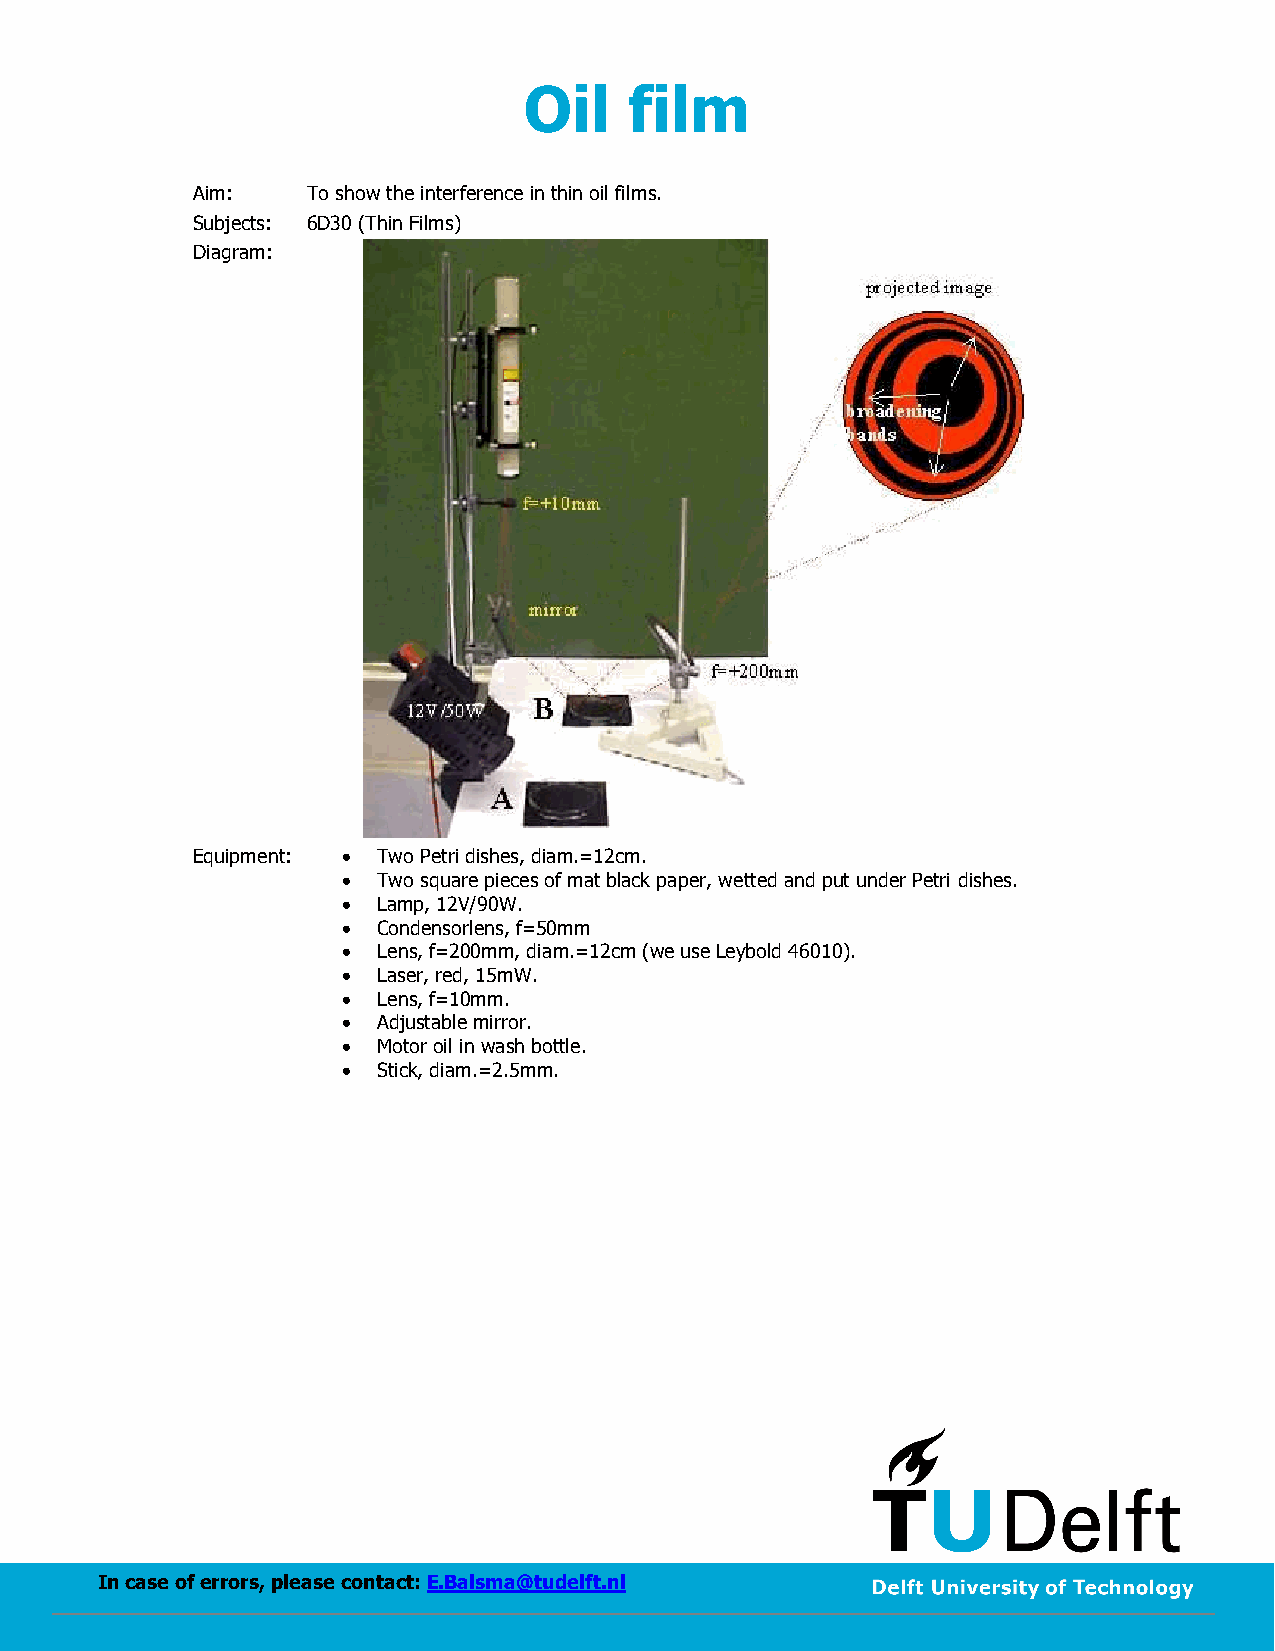 Oil film
Aim: To show the interference in thin oil films.
Subjects: 6D30 (Thin Films)
Diagram:
projected image
broadening
bands
f=+10mm
mirror
f=+200mm
12V/50W
B
A
Equipment: • Two Petri dishes, diam.=12cm.
• Two square pieces of mat black paper, wetted and put under Petri dishes.
• Lamp, 12V/90W.
• Condensorlens, f=50mm
• Lens, f=200mm, diam.=12cm (we use Leybold 46010).
• Laser, red, 15mW.
• Lens, f=10mm.
• Adjustable mirror.
• Motor oil in wash bottle.
• Stick, diam.=2.5mm.
TUDelft
In case of errors, please contact: E.Balsma@tudelft.nl
Delft University of Technology